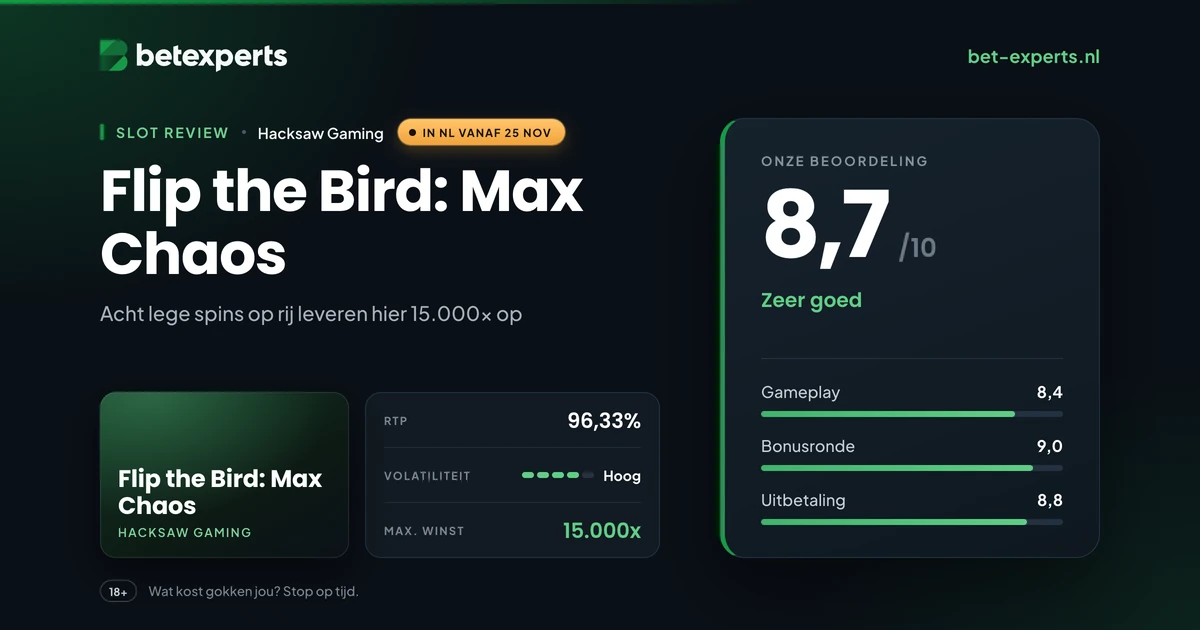 betexperts
bet-experts.nl
SLOT REVIEW • Hacksaw Gaming
IN NL VANAF 25 NOV
Flip the Bird: Max
Chaos
Acht lege spins op rij leveren hier 15.000× op
Flip the Bird: Max
Chaos
HACKSAW GAMING
RTP 96,33%
VOLATILITEIT Hoog
MAX. WINST 15.000x
ONZE BEOORDELING
8,7 /10
Zeer goed
Gameplay 8,4
Bonusronde 9,0
Uitbetaling 8,8
18+ Wat kost gokken jou? Stop op tijd.